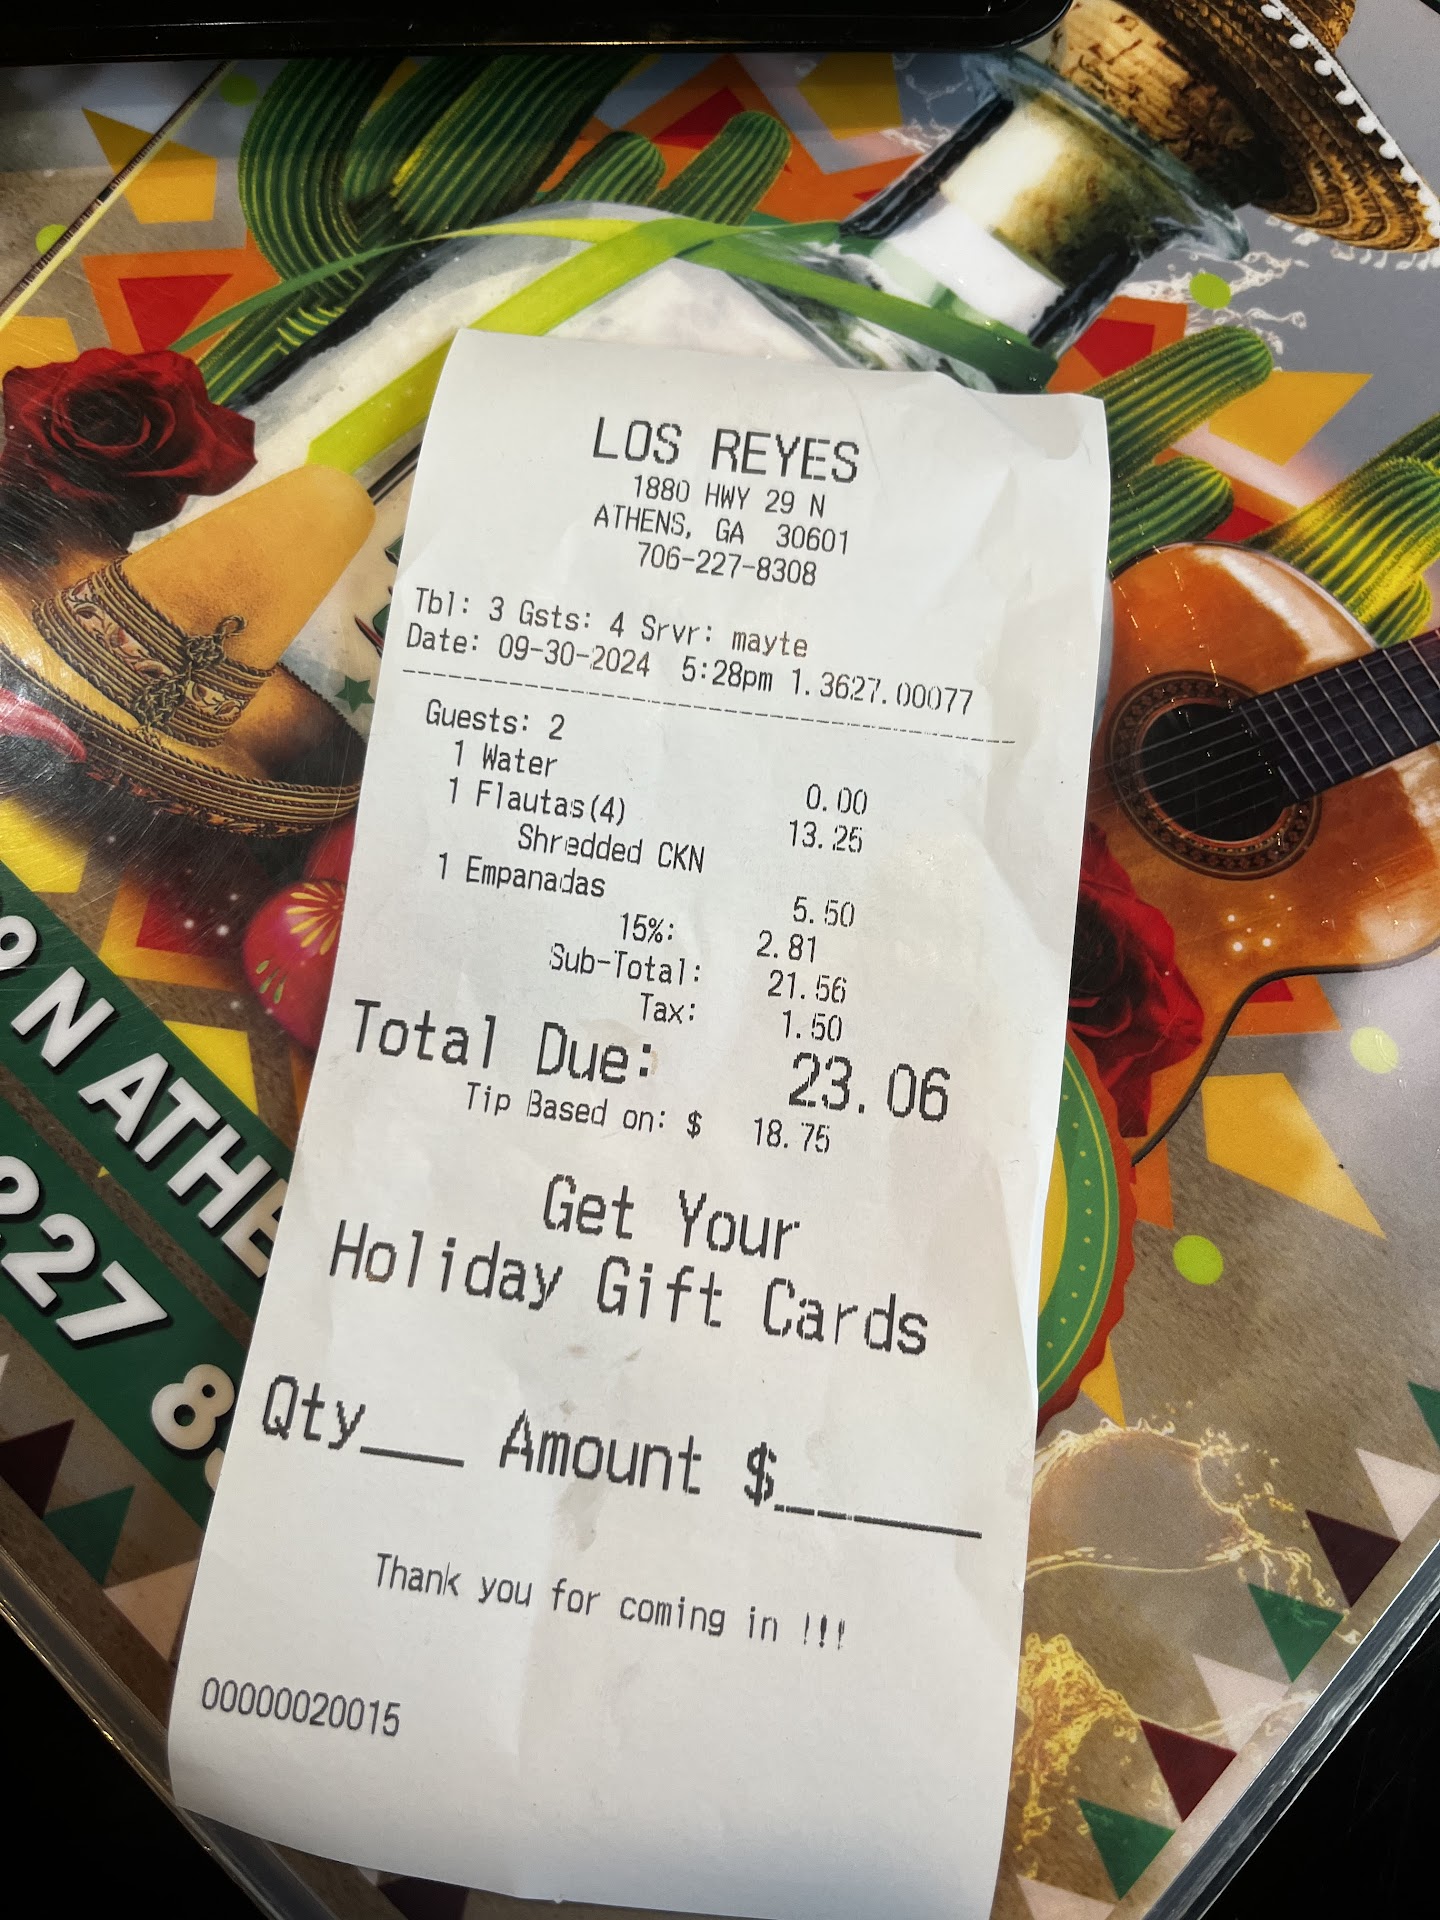 LOS REYES
1880 HWY 29 N
ATHENS, GA 30601
706-227-8308
Tbl: 3 Gsts: 4 Srvr: mayte
Date: 09-30-2024 5:28pm 1.3627.00077
Guests: 2
1 Water 0.00
1 Flautas(4) 13.25
Shredded CKN
1 Empanadas 5.50
15%: 2.81
Sub-Total: 21.56
Tax: 1.50
Total Due: 23.06
Tip Based on: $ 18.75
Get Your
Holiday Gift Cards
Qty___ Amount $______
Thank you for coming in !!!
00000020015
9 N ATHE
227 8